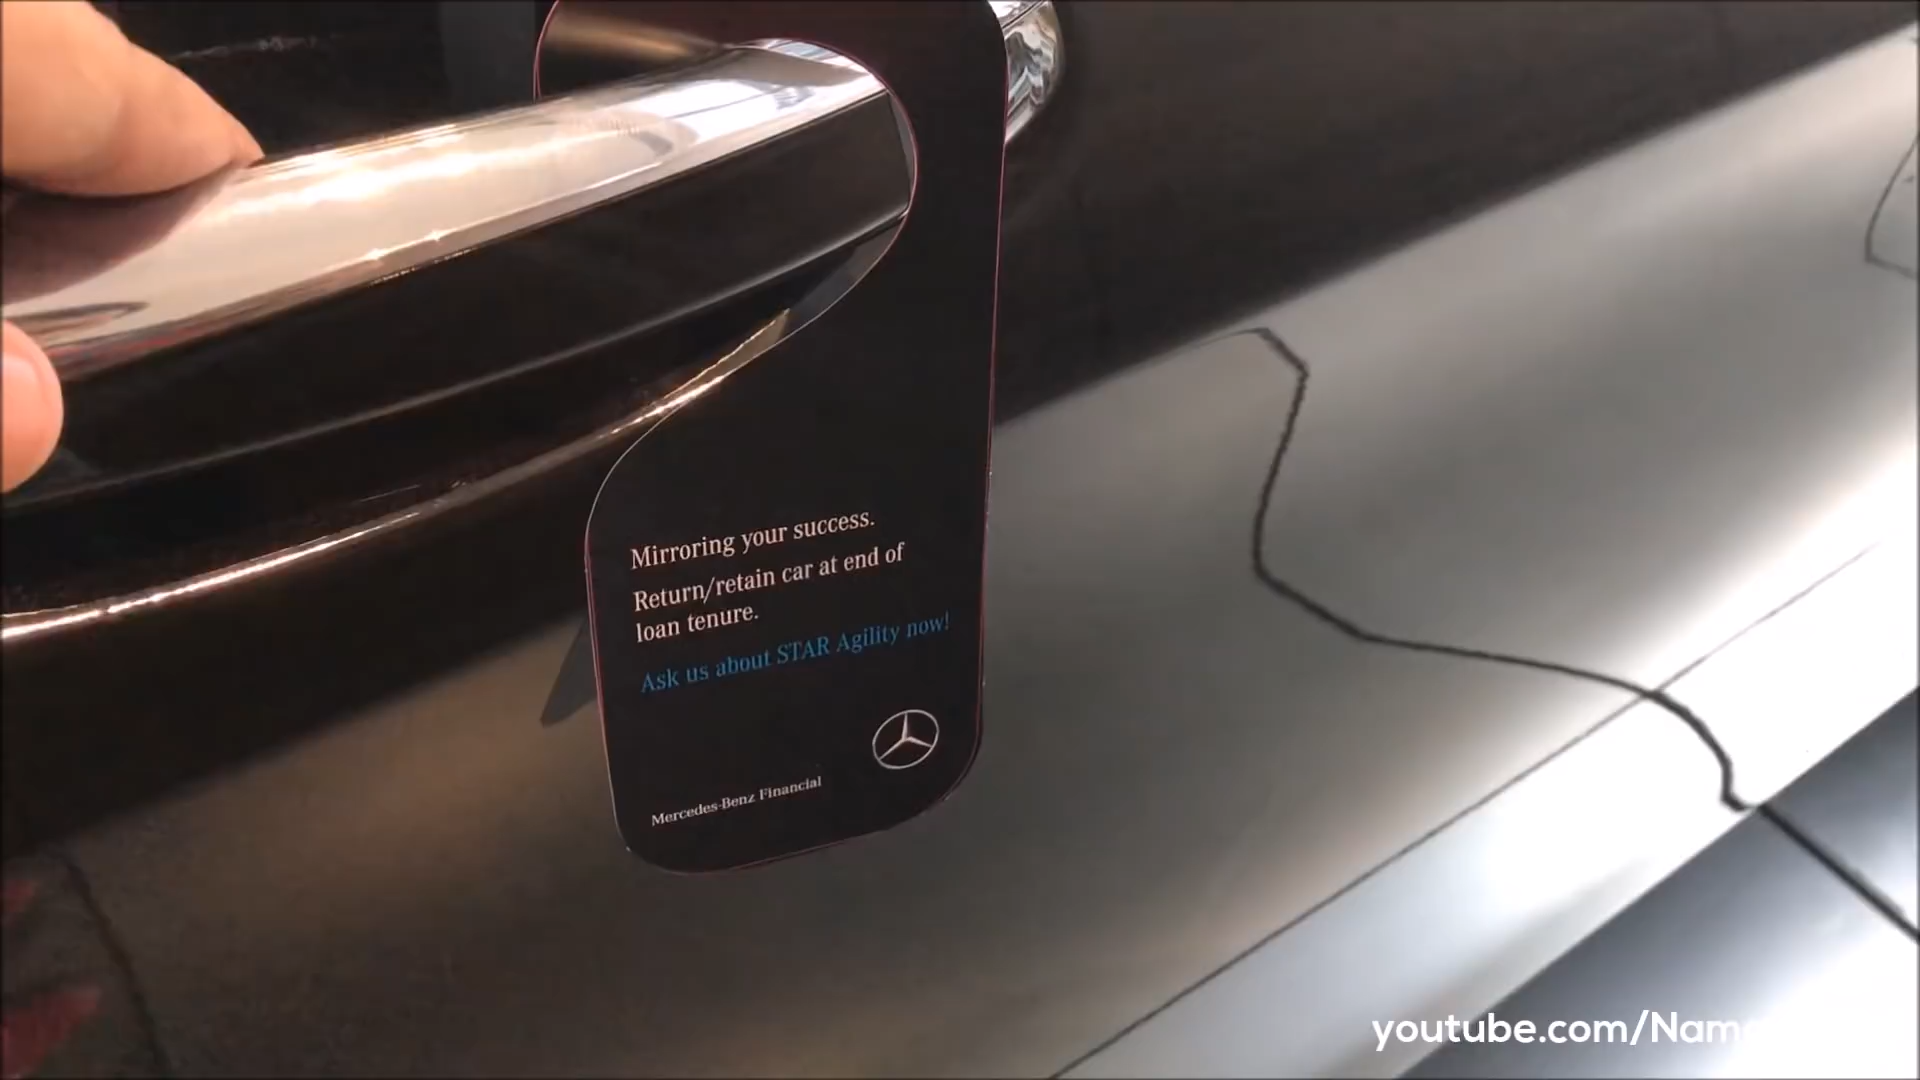 Mirroring your success.
Return/retain car at end of
loan tenure.
Ask us about STAR Agility now!
Mercedes-Benz Financial
youtube.com/Nam